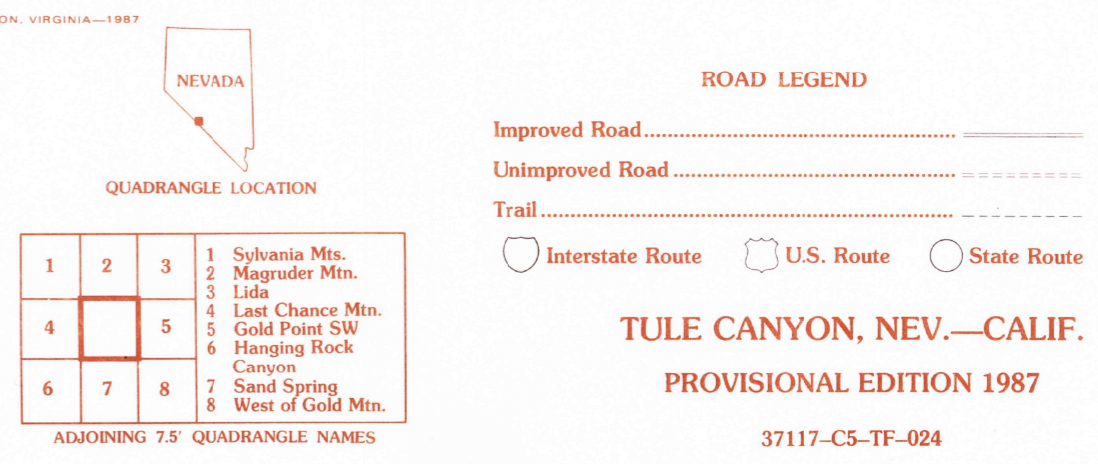 ON, VIRGINIA—1987
NEVADA
QUADRANGLE LOCATION
1 2 3
4 5
6 7 8
1 Sylvania Mts.
2 Magruder Mtn.
3 Lida
4 Last Chance Mtn.
5 Gold Point SW
6 Hanging Rock
Canyon
7 Sand Spring
8 West of Gold Mtn.
ADJOINING 7.5' QUADRANGLE NAMES
ROAD LEGEND
Improved Road
Unimproved Road
Trail
Interstate Route U.S. Route State Route
TULE CANYON, NEV.—CALIF.
PROVISIONAL EDITION 1987
37117–C5–TF–024